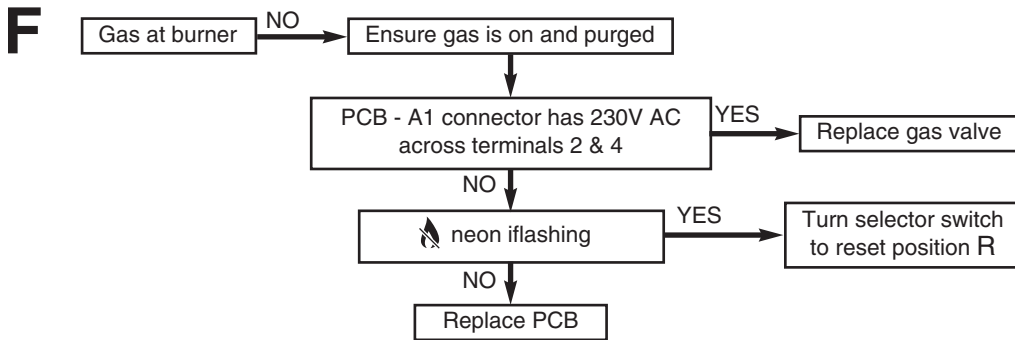 F
Gas at burner
NO
Ensure gas is on and purged
PCB - A1 connector has 230V AC
across terminals 2 & 4
YES
Replace gas valve
NO
neon iflashing
YES
Turn selector switch
to reset position R
NO
Replace PCB